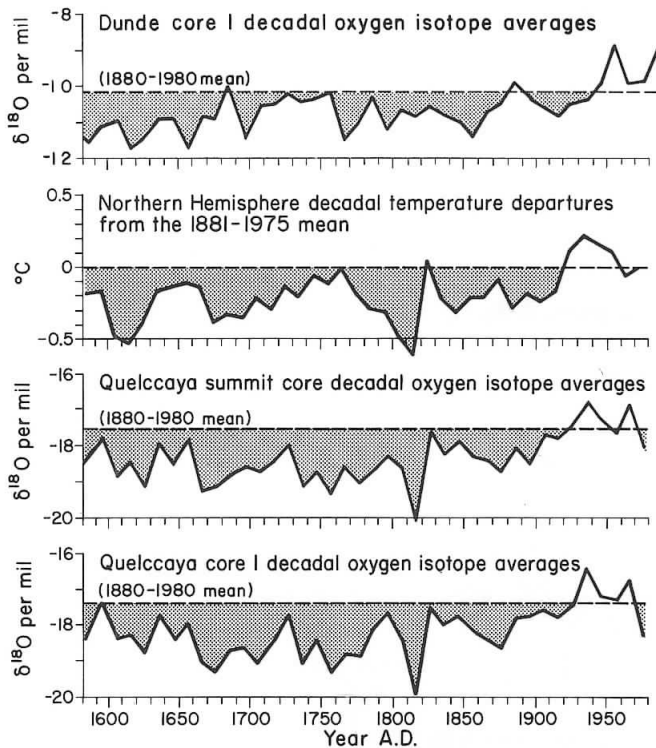 Dunde core 1 decadal oxygen isotope averages
(1880-1980 mean)
-8
-10
-12
δ¹⁸O per mil
Northern Hemisphere decadal temperature departures
from the 1881-1975 mean
0.5
0
-0.5
°C
Quelccaya summit core decadal oxygen isotope averages
(1880-1980 mean)
-16
-18
-20
δ¹⁸O per mil
Quelccaya core 1 decadal oxygen isotope averages
(1880-1980 mean)
-16
-18
-20
δ¹⁸O per mil
1600 1650 1700 1750 1800 1850 1900 1950
Year A.D.